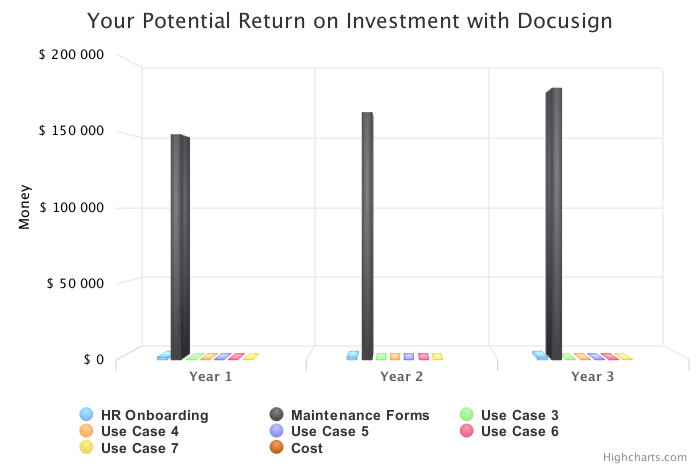 Your Potential Return on Investment with Docusign
$ 200 000
$ 150 000
$ 100 000
$ 50 000
$ 0
Money
Year 1
Year 2
Year 3
HR Onboarding
Maintenance Forms
Use Case 3
Use Case 4
Use Case 5
Use Case 6
Use Case 7
Cost
Highcharts.com